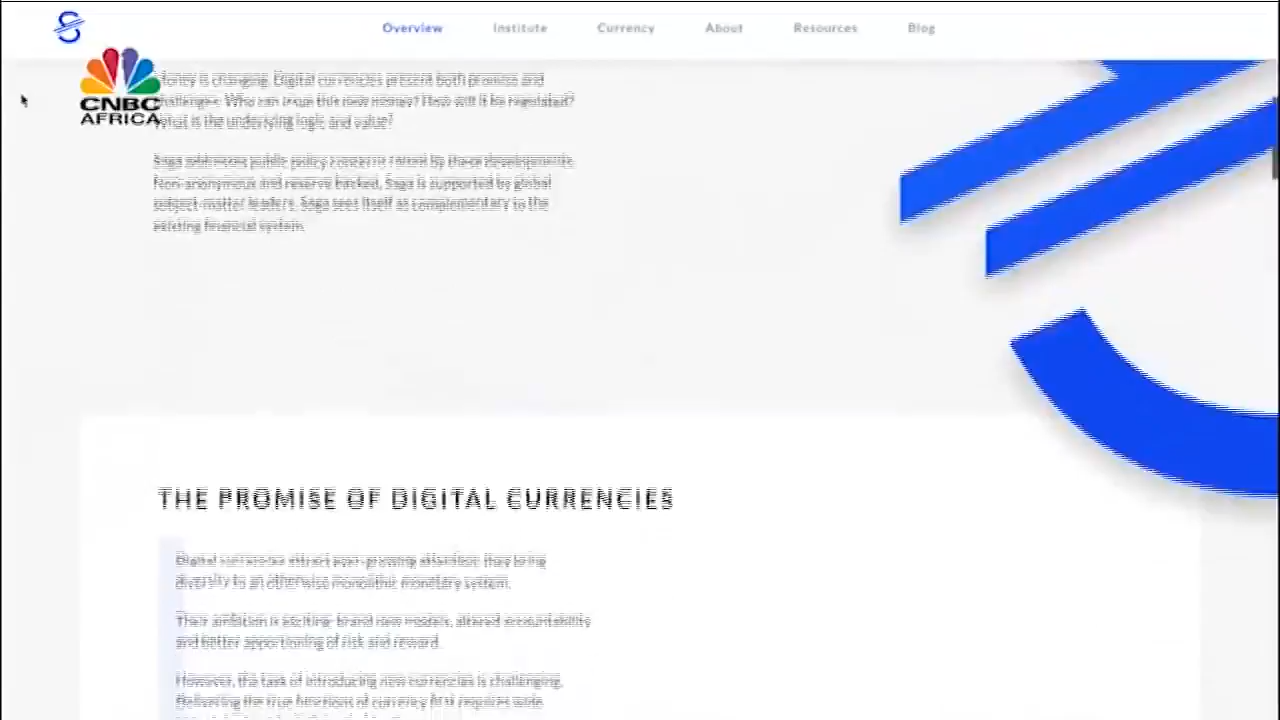 Overview Institute Currency About Resources Blog
CNBC
AFRICA
Money is changing. Digital currencies present both promises and
challenges. Who can issue this new money? How will it be regulated?
What is the underlying logic and value?
Saga addresses public policy concerns raised by these developments.
Non-anonymous and reserve backed, Saga is supported by global
subject-matter leaders. Saga sees itself as complementary to the
existing financial system.
THE PROMISE OF DIGITAL CURRENCIES
Digital currencies attract ever-growing attention: they bring
diversity to an otherwise monolithic monetary system.
Their ambition is exciting: brand new models, shared accountability
and better apportioning of risk and reward.
However, the task of introducing new currencies is challenging.
the functions of currency first requires